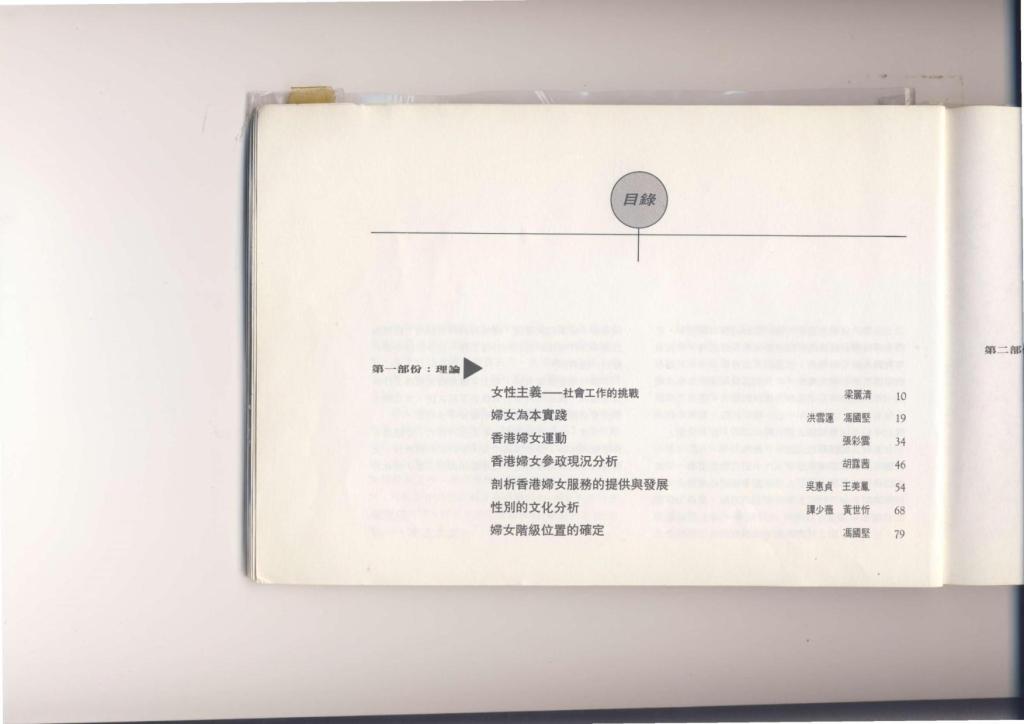 目錄
第一部份：理論
女性主義——社會工作的挑戰 梁麗清 10
婦女為本實踐 洪雪蓮 馮國堅 19
香港婦女運動 張彩雲 34
香港婦女參政現況分析 胡露茜 46
剖析香港婦女服務的提供與發展 吳惠貞 王美鳳 54
性別的文化分析 譚少薇 黃世忻 68
婦女階級位置的確定 馮國堅 79
第二部